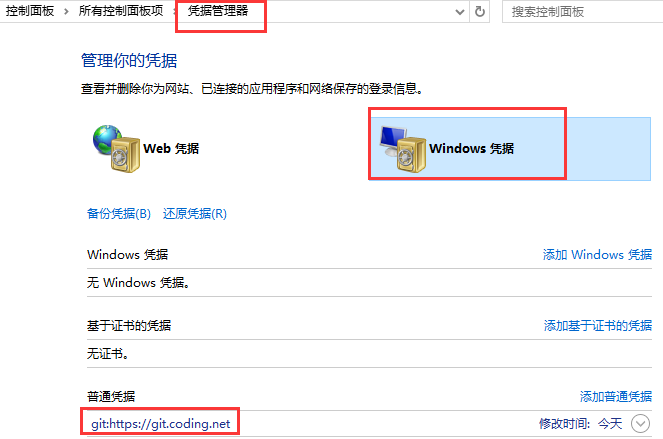 控制面板 > 所有控制面板项 > 凭据管理器
搜索控制面板
管理你的凭据
查看并删除你为网站、已连接的应用程序和网络保存的登录信息。
Web 凭据
Windows 凭据
备份凭据(B) 还原凭据(R)
Windows 凭据 添加 Windows 凭据
无 Windows 凭据。
基于证书的凭据 添加基于证书的凭据
无证书。
普通凭据 添加普通凭据
git:https://git.coding.net 修改时间: 今天